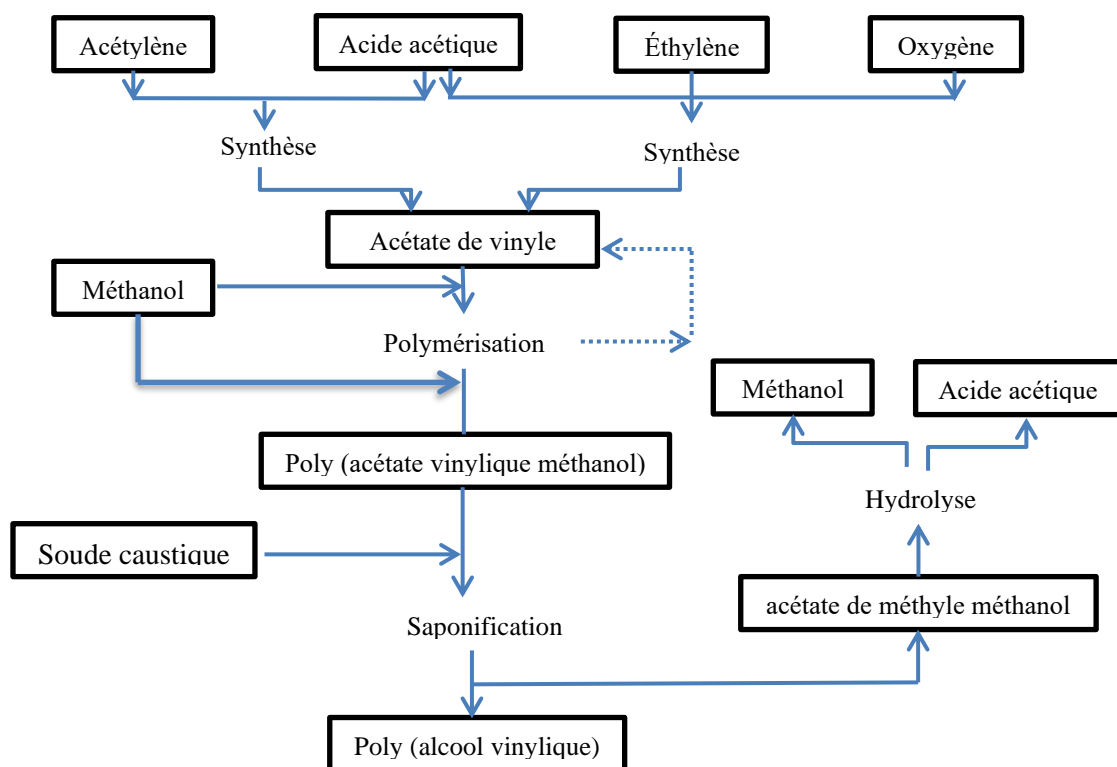 Acétylène
Acide acétique
Éthylène
Oxygène
Synthèse
Synthèse
Acétate de vinyle
Méthanol
Polymérisation
Méthanol
Acide acétique
Poly (acétate vinylique méthanol)
Hydrolyse
Soude caustique
acétate de méthyle méthanol
Saponification
Poly (alcool vinylique)